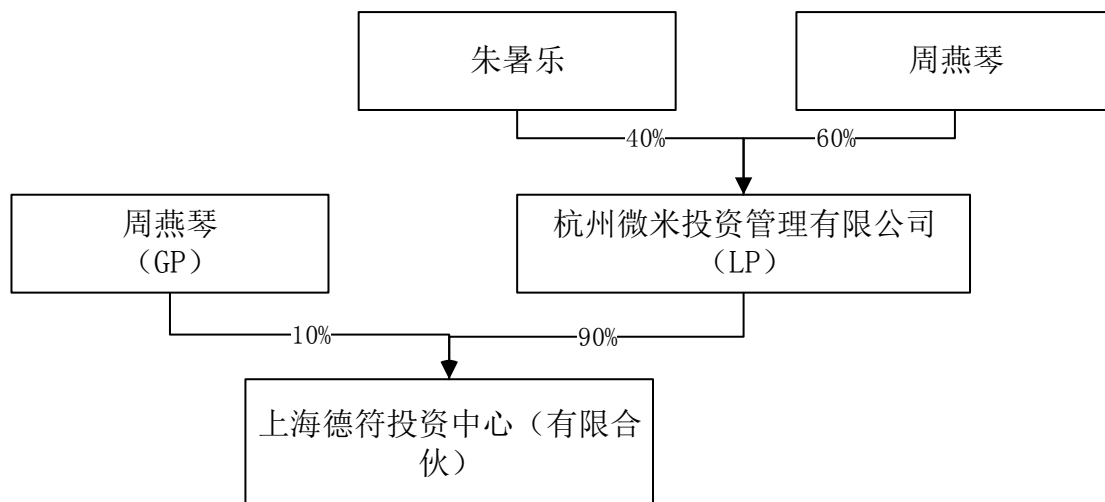 朱暑乐
周燕琴
40%
60%
周燕琴
（GP）
杭州微米投资管理有限公司
（LP）
10%
90%
上海德符投资中心（有限合
伙）